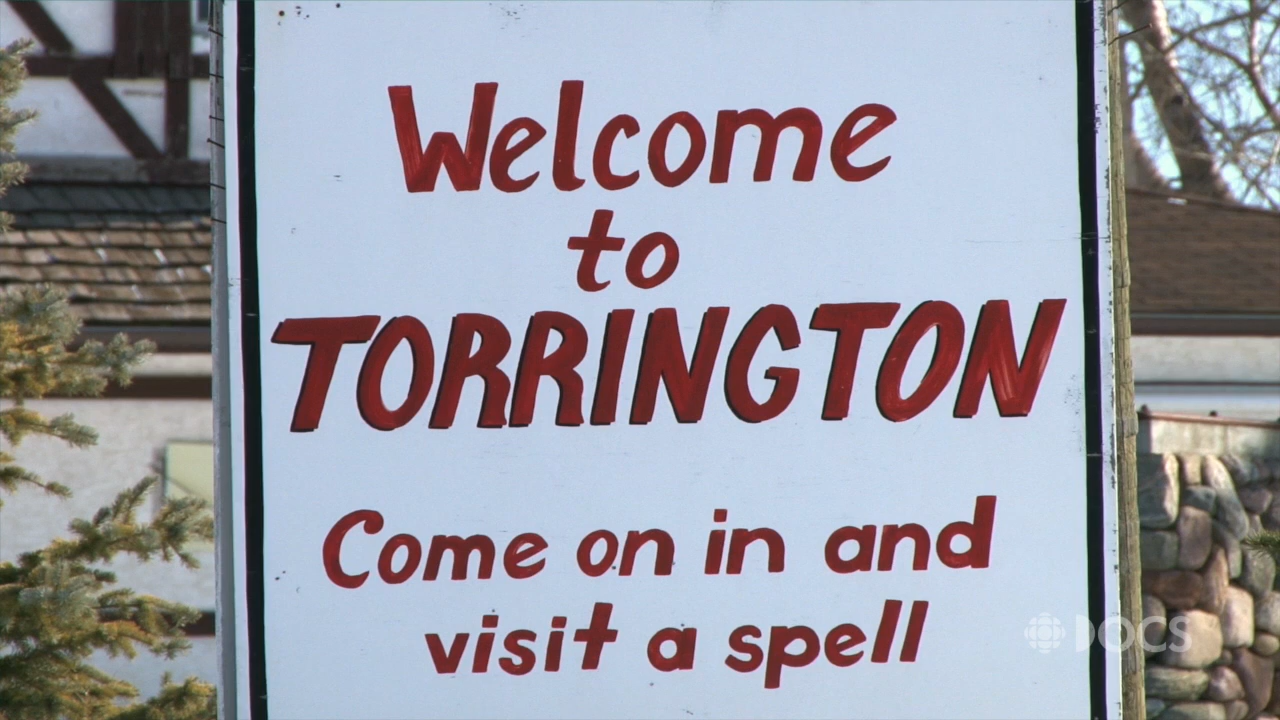 Welcome
to
TORRINGTON
Come on in and
visit a spell
DOCS